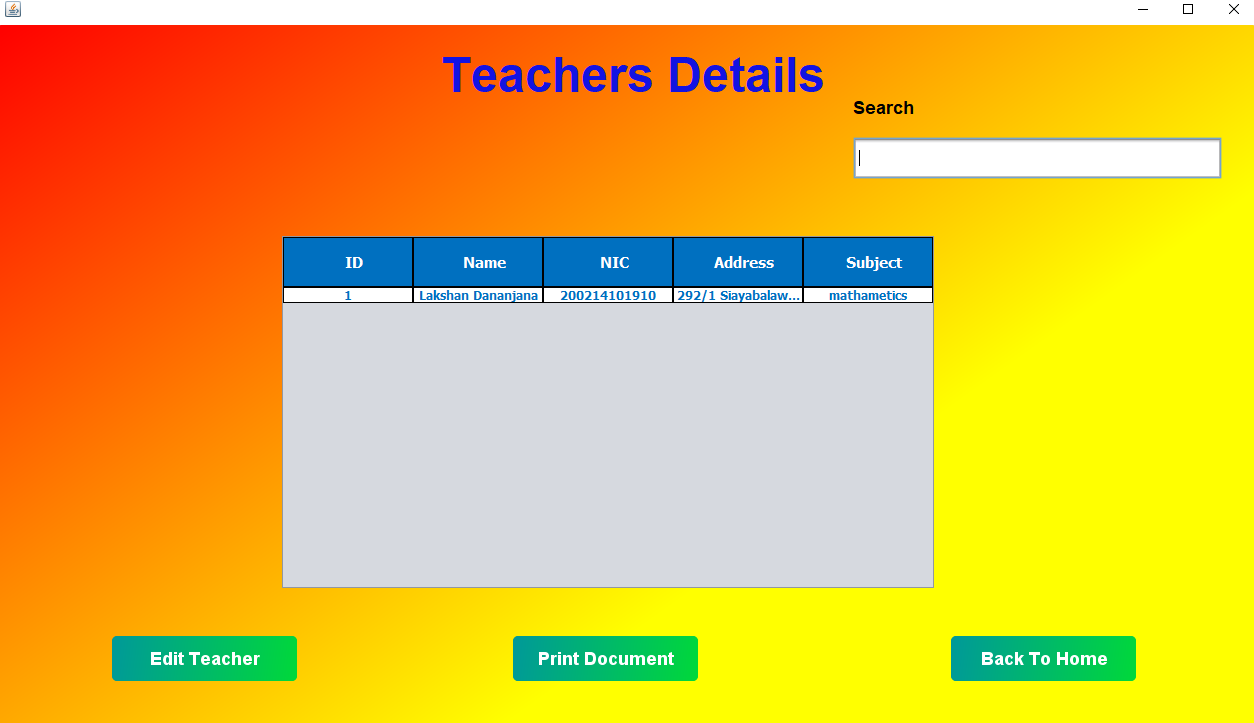 Teachers Details
Search
ID Name NIC Address Subject
1 Lakshan Dananjana 200214101910 292/1 Siayabalaw... mathametics
Edit Teacher Print Document Back To Home